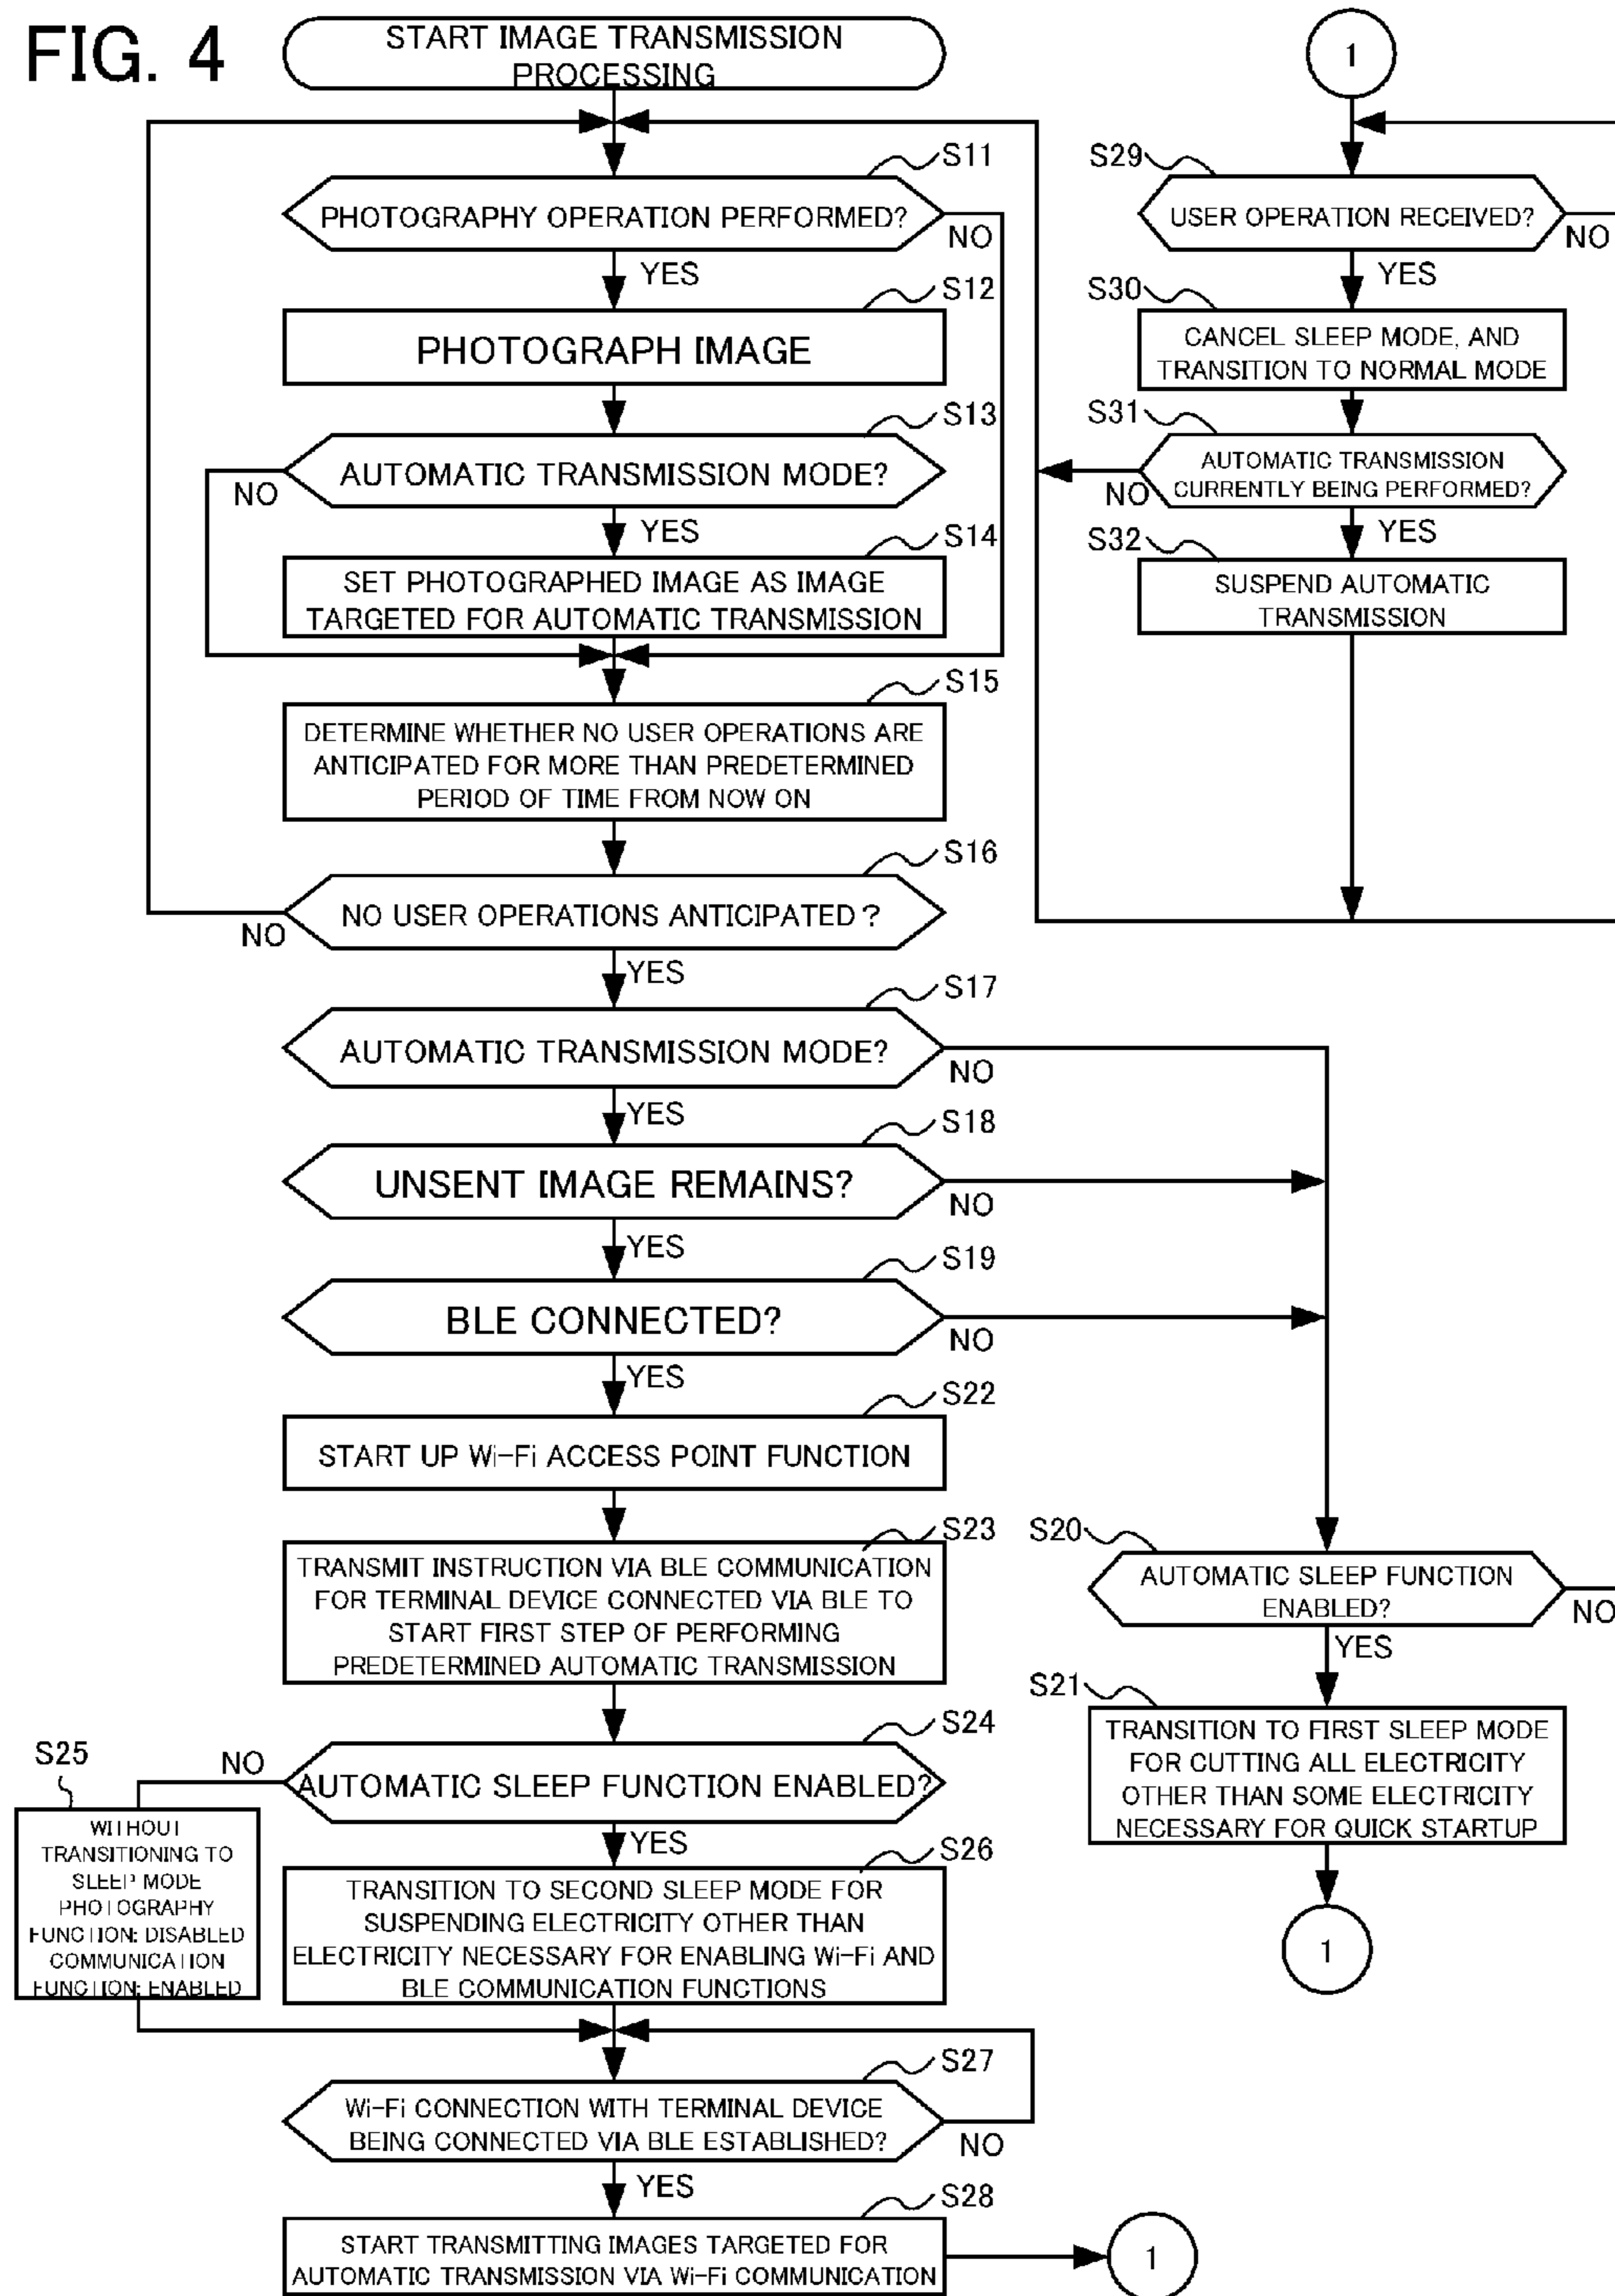 FIG. 4
START IMAGE TRANSMISSION
PROCESSING
S11
PHOTOGRAPHY OPERATION PERFORMED?
NO
YES
S12
PHOTOGRAPH IMAGE
S13
AUTOMATIC TRANSMISSION MODE?
NO
YES
S14
SET PHOTOGRAPHED IMAGE AS IMAGE
TARGETED FOR AUTOMATIC TRANSMISSION
S15
DETERMINE WHETHER NO USER OPERATIONS ARE
ANTICIPATED FOR MORE THAN PREDETERMINED
PERIOD OF TIME FROM NOW ON
S16
NO USER OPERATIONS ANTICIPATED ?
NO
YES
S17
AUTOMATIC TRANSMISSION MODE?
NO
YES
S18
UNSENT IMAGE REMAINS?
NO
YES
S19
BLE CONNECTED?
NO
YES
S22
START UP Wi-Fi ACCESS POINT FUNCTION
S23
TRANSMIT INSTRUCTION VIA BLE COMMUNICATION
FOR TERMINAL DEVICE CONNECTED VIA BLE TO
START FIRST STEP OF PERFORMING
PREDETERMINED AUTOMATIC TRANSMISSION
S24
AUTOMATIC SLEEP FUNCTION ENABLED?
NO
YES
S25
WITHOUT
TRANSITIONING TO
SLEEP MODE
PHOTOGRAPHY
FUNCTION: DISABLED
COMMUNICATION
FUNCTION: ENABLED
S26
TRANSITION TO SECOND SLEEP MODE FOR
SUSPENDING ELECTRICITY OTHER THAN
ELECTRICITY NECESSARY FOR ENABLING Wi-Fi AND
BLE COMMUNICATION FUNCTIONS
S27
Wi-Fi CONNECTION WITH TERMINAL DEVICE
BEING CONNECTED VIA BLE ESTABLISHED?
NO
YES
S28
START TRANSMITTING IMAGES TARGETED FOR
AUTOMATIC TRANSMISSION VIA Wi-Fi COMMUNICATION
1
S20
AUTOMATIC SLEEP FUNCTION
ENABLED?
NO
YES
S21
TRANSITION TO FIRST SLEEP MODE
FOR CUTTING ALL ELECTRICITY
OTHER THAN SOME ELECTRICITY
NECESSARY FOR QUICK STARTUP
1
1
S29
USER OPERATION RECEIVED?
NO
YES
S30
CANCEL SLEEP MODE, AND
TRANSITION TO NORMAL MODE
S31
AUTOMATIC TRANSMISSION
CURRENTLY BEING PERFORMED?
NO
YES
S32
SUSPEND AUTOMATIC
TRANSMISSION